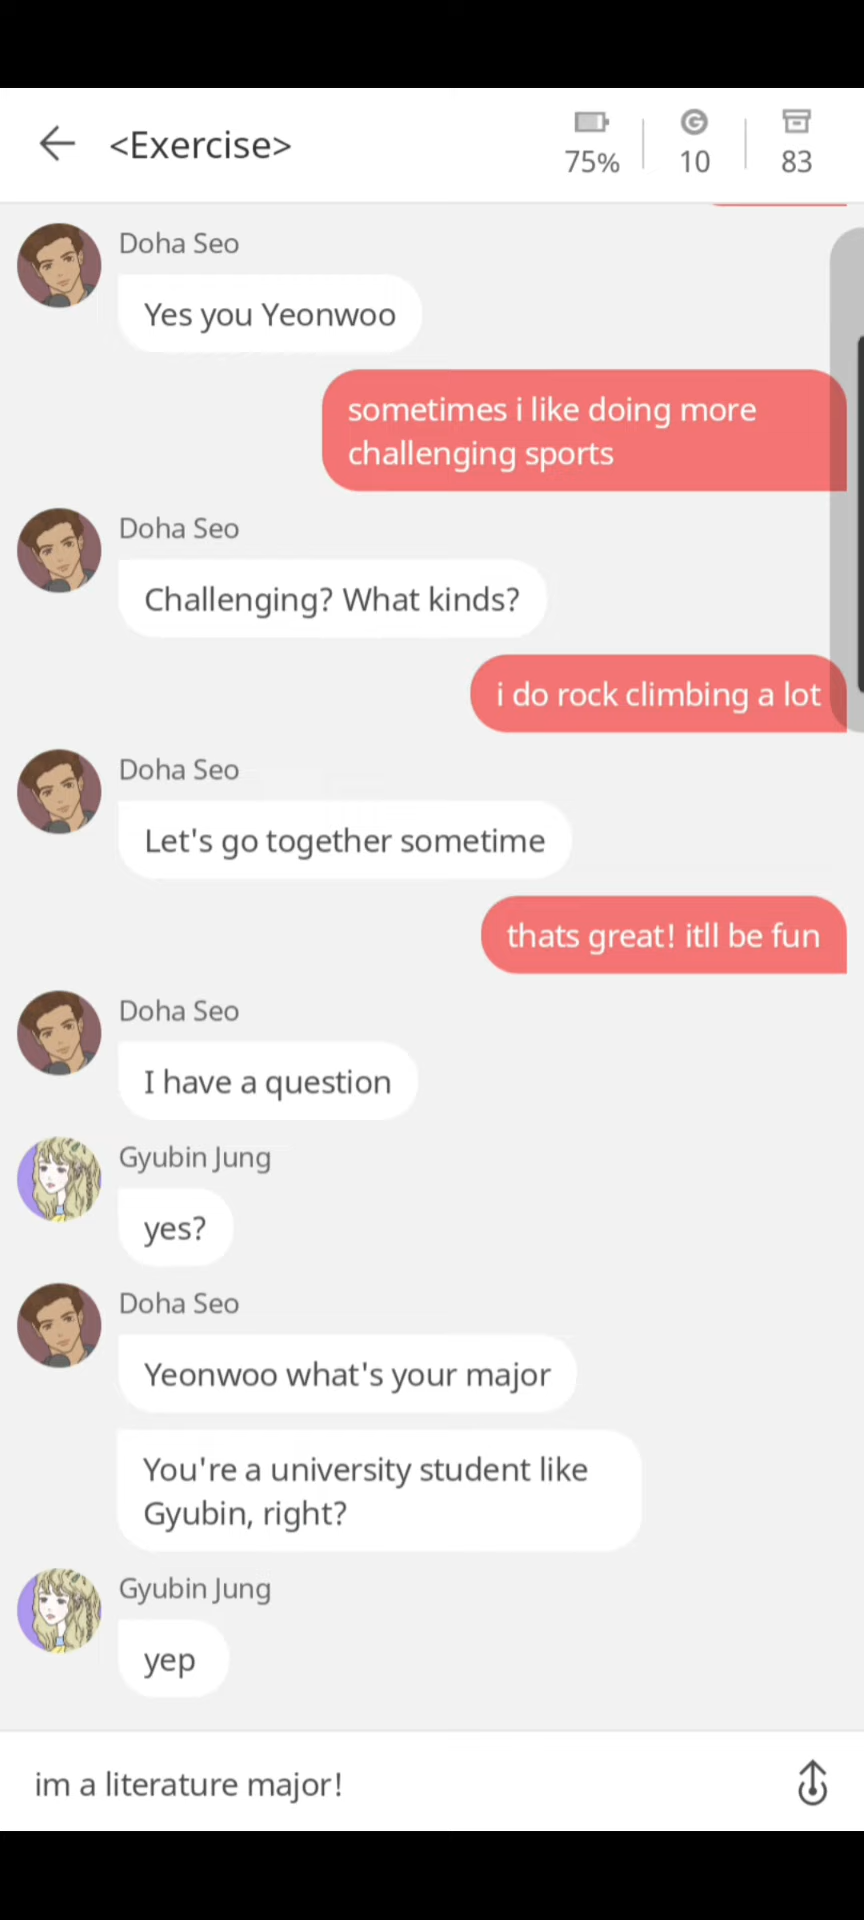 <Exercise>
75%
10
83
Doha Seo
Yes you Yeonwoo
sometimes i like doing more
challenging sports
Doha Seo
Challenging? What kinds?
i do rock climbing a lot
Doha Seo
Let's go together sometime
thats great! itll be fun
Doha Seo
I have a question
Gyubin Jung
yes?
Doha Seo
Yeonwoo what's your major
You're a university student like
Gyubin, right?
Gyubin Jung
yep
im a literature major!